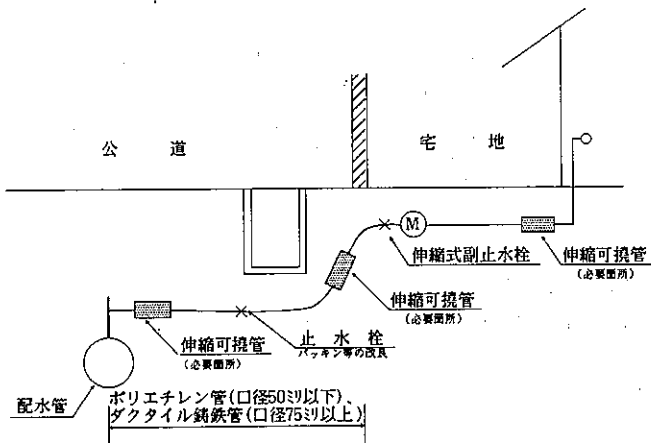 公道
宅地
M
伸縮式副止水栓
伸縮可撓管
(必要箇所)
伸縮可撓管
(必要箇所)
伸縮可撓管
(必要箇所)
止水栓
パッキン等の改良
配水管
ポリエチレン管(口径50ミリ以下)、
ダクタイル鋳鉄管(口径75ミリ以上)